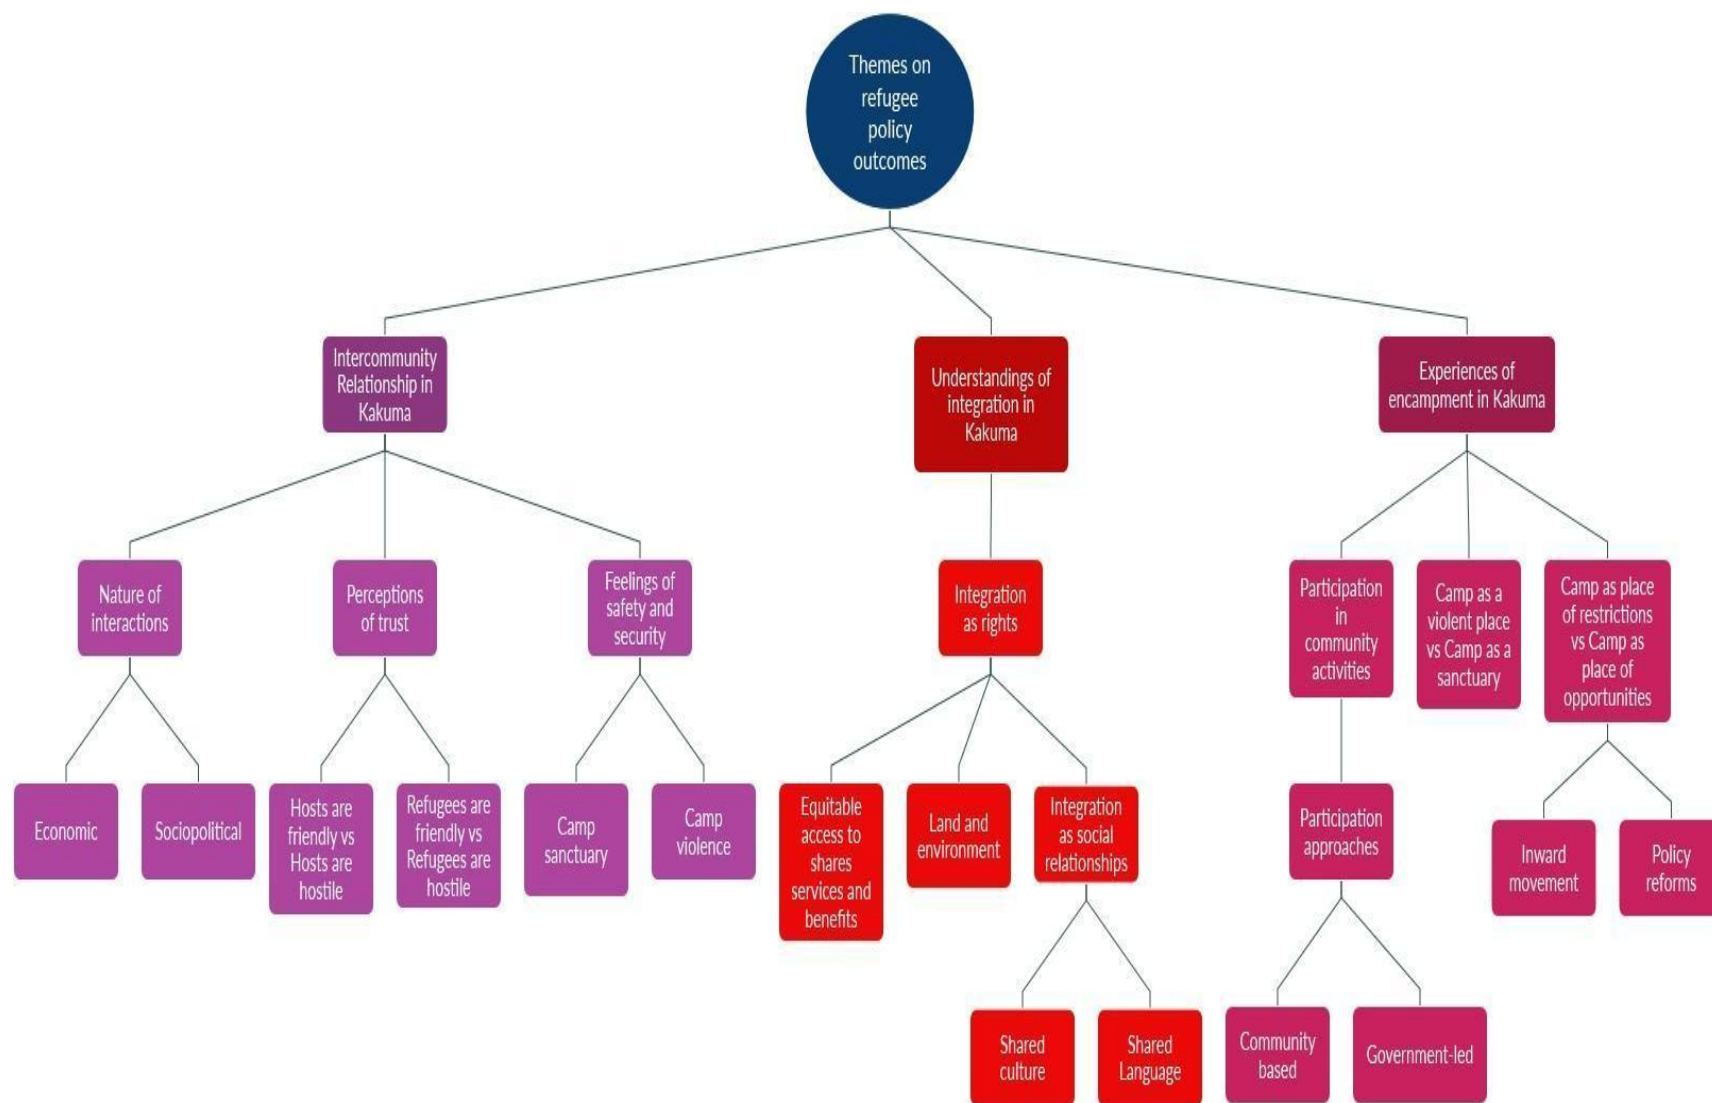 Themes on
refugee
policy
outcomes
Intercommunity
Relationship in
Kakuma
Understandings of
integration in
Kakuma
Experiences of
encampment in Kakuma
Nature of
interactions
Perceptions
of trust
Feelings of
safety and
security
Integration
as rights
Participation
in
community
activities
Camp as a
violent place
vs Camp as a
sanctuary
Camp as place
of restrictions
vs Camp as
place of
opportunities
Economic
Sociopolitical
Hosts are
friendly vs
Hosts are
hostile
Refugees are
friendly vs
Refugees are
hostile
Camp
sanctuary
Camp
violence
Equitable
access to
shares
services and
benefits
Land and
environment
Integration
as social
relationships
Participation
approaches
Inward
movement
Policy
reforms
Shared
culture
Shared
Language
Community
based
Government-led